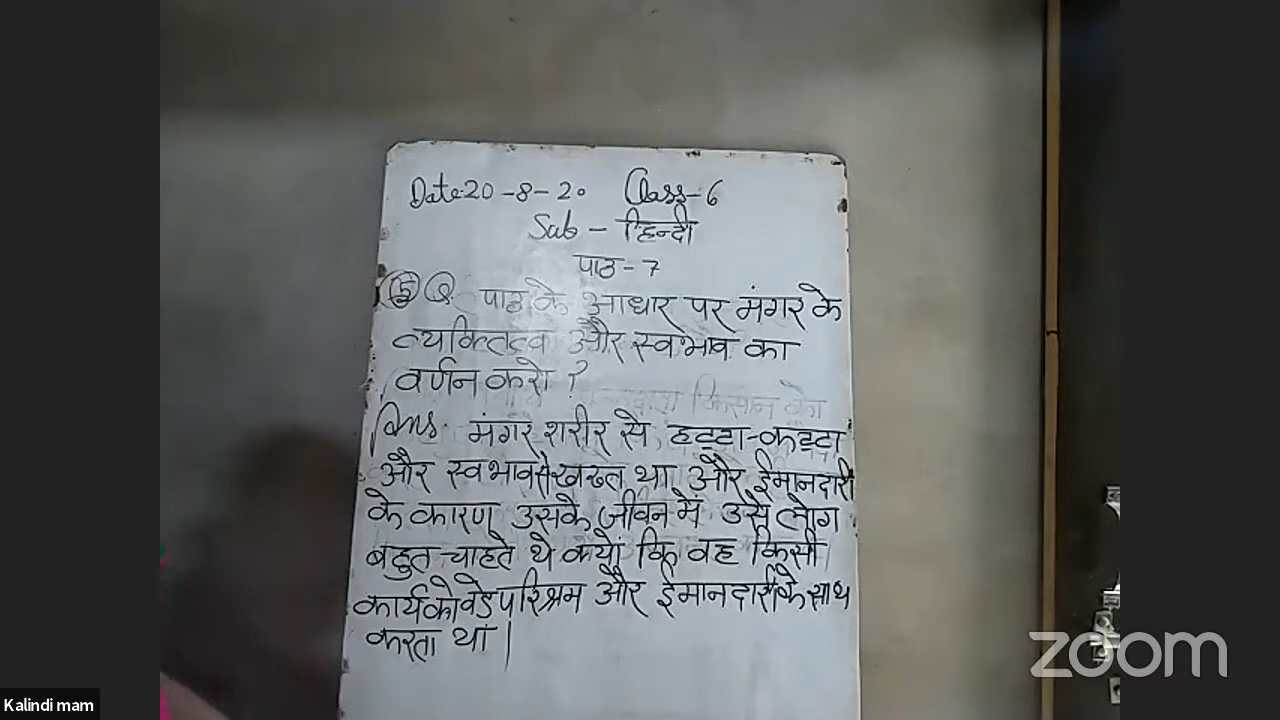 Date:20-8-20 Class-6
Sub - हिन्दी
पाठ-7
5 Q. पाठ के आधार पर मंगर के
व्यक्तित्व और स्वभाव का
वर्णन करो ?
किसान को
Ans. मंगर शरीर से हट्टा-कट्टा
और स्वभाव से था और ईमानदारी
के कारण उसके जीवन में उसे लोग
बहुत चाहते थे क्यों कि वह किसी
कार्य को बडे परिश्रम और ईमानदारी के साथ
करता था |
zoom
Kalindi mam